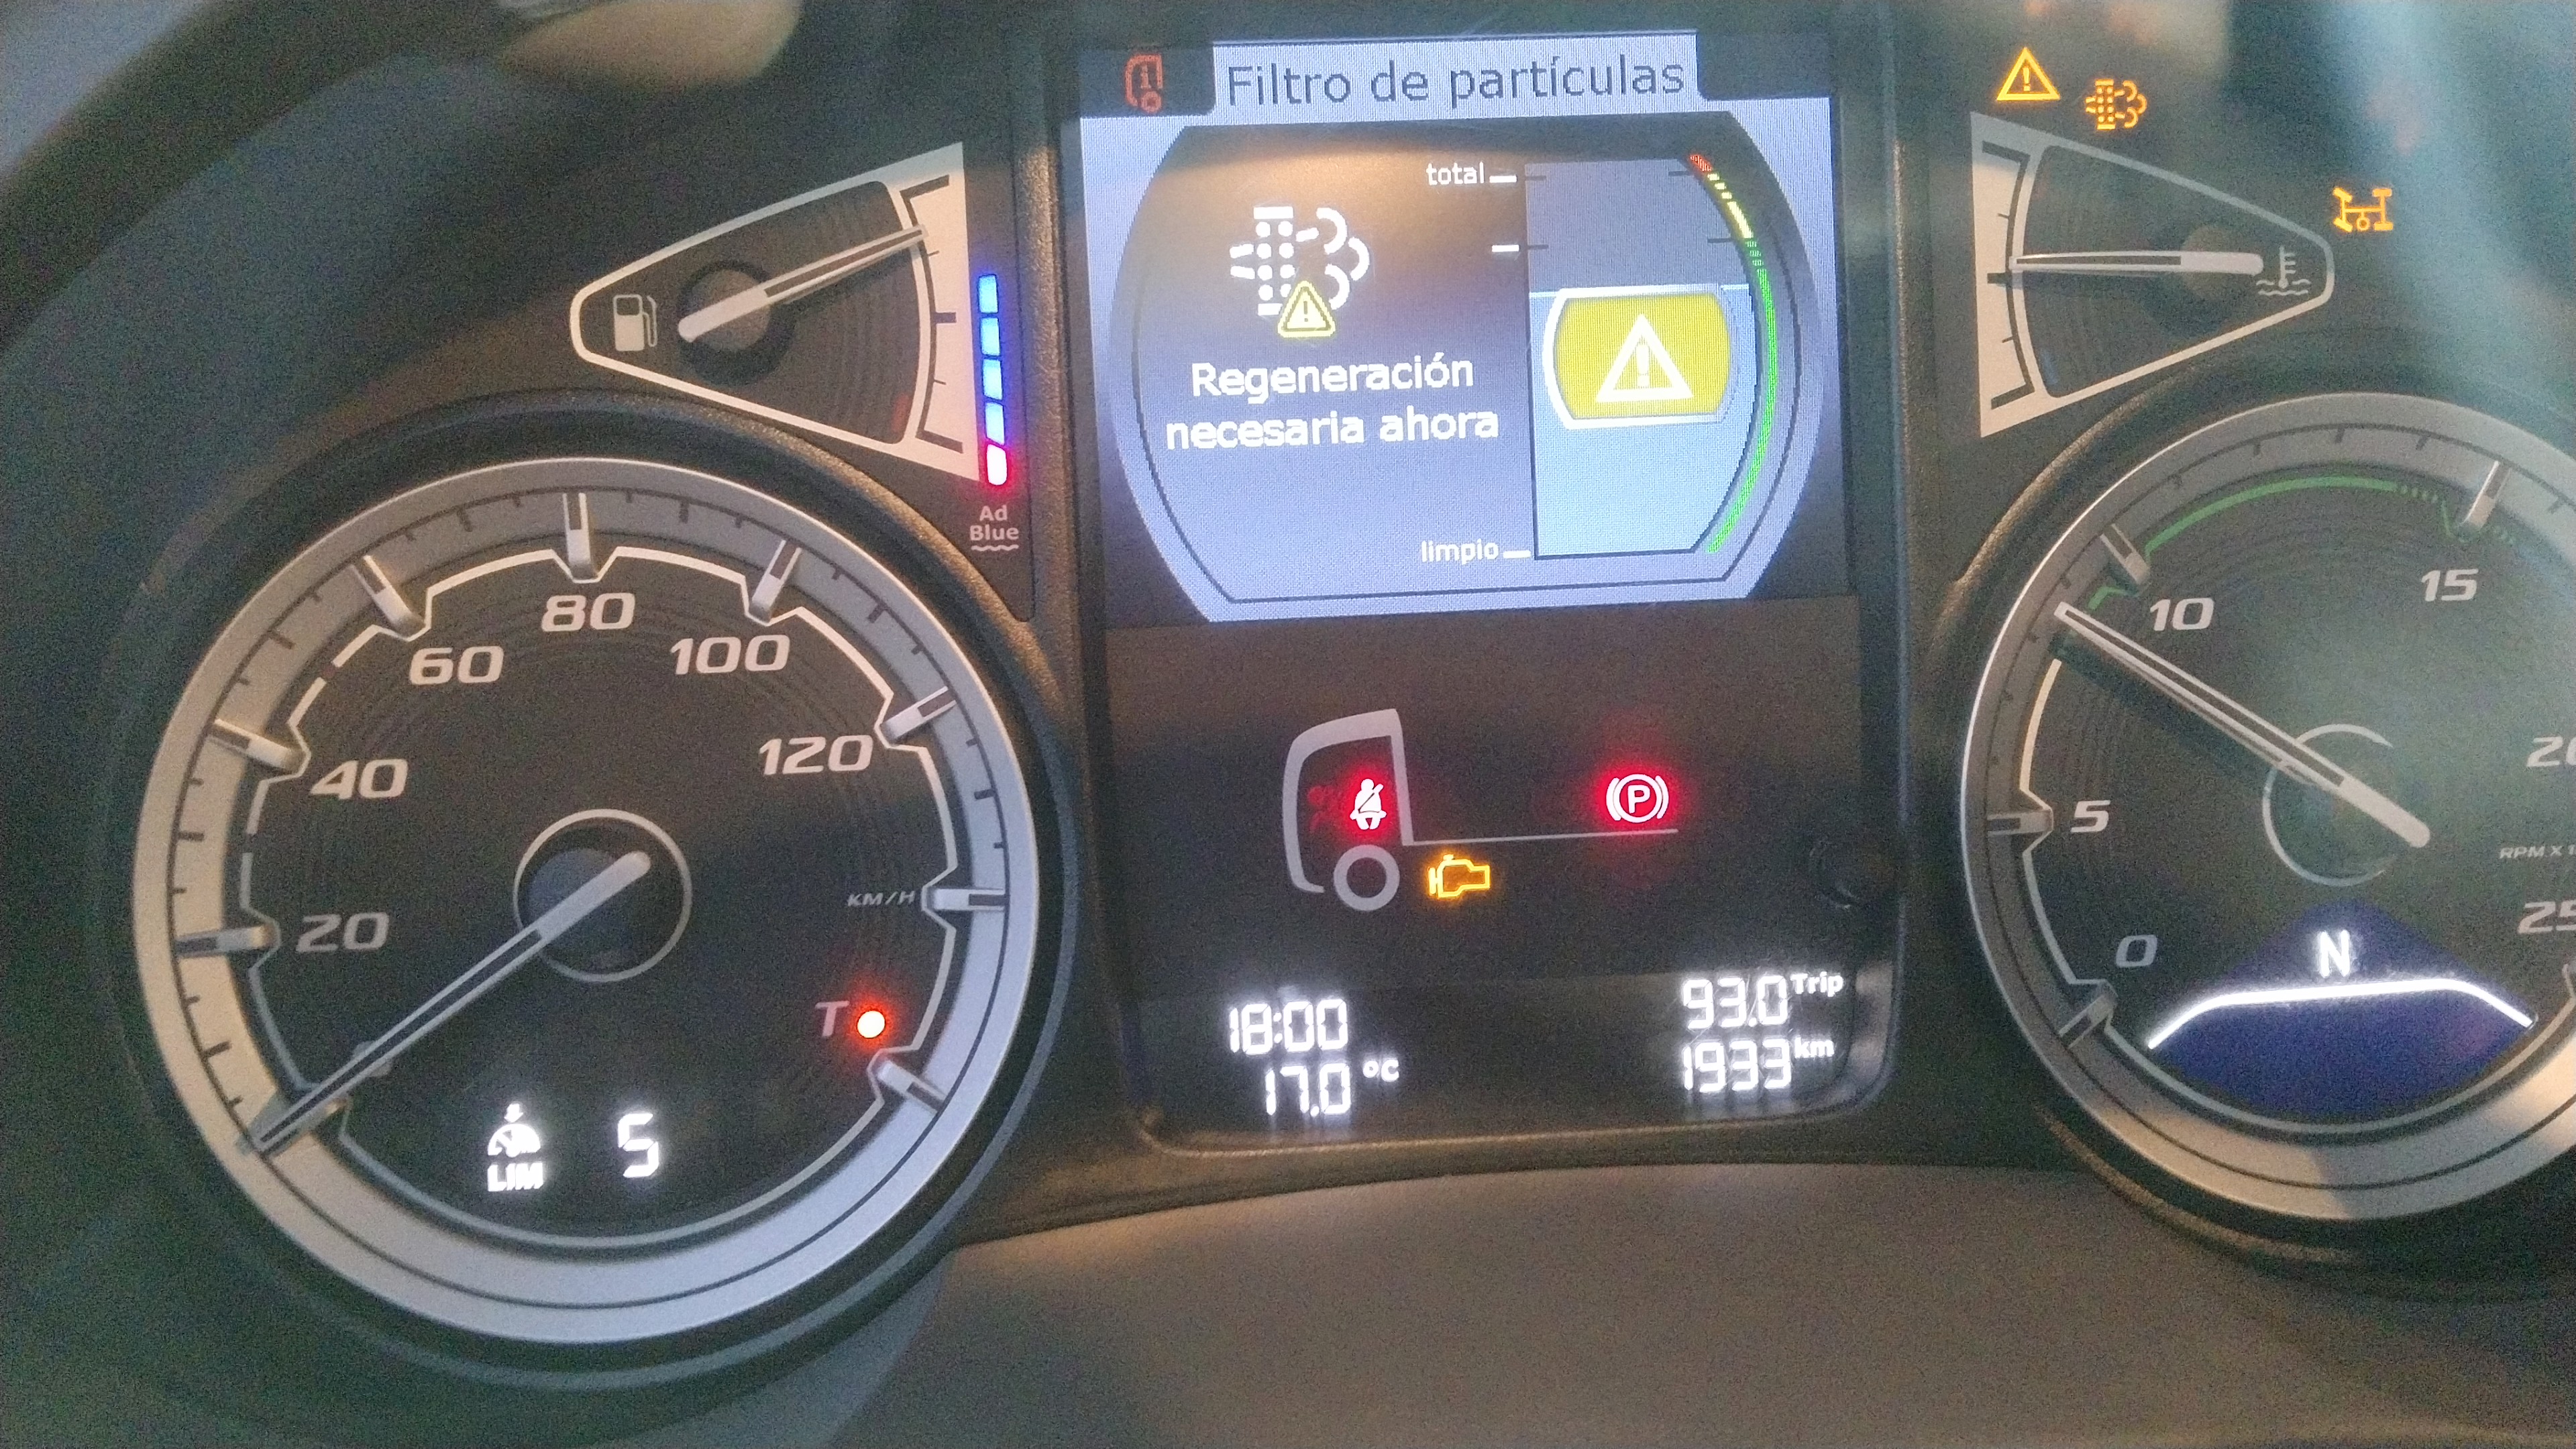 Filtro de partículas
total
Regeneración
necesaria ahora
limpio
Ad
Blue
20
40
60
80
100
120
KM/H
T
LIM
5
18:00
17.0 °C
93.0 Trip
1933 km
0
5
10
15
N
P